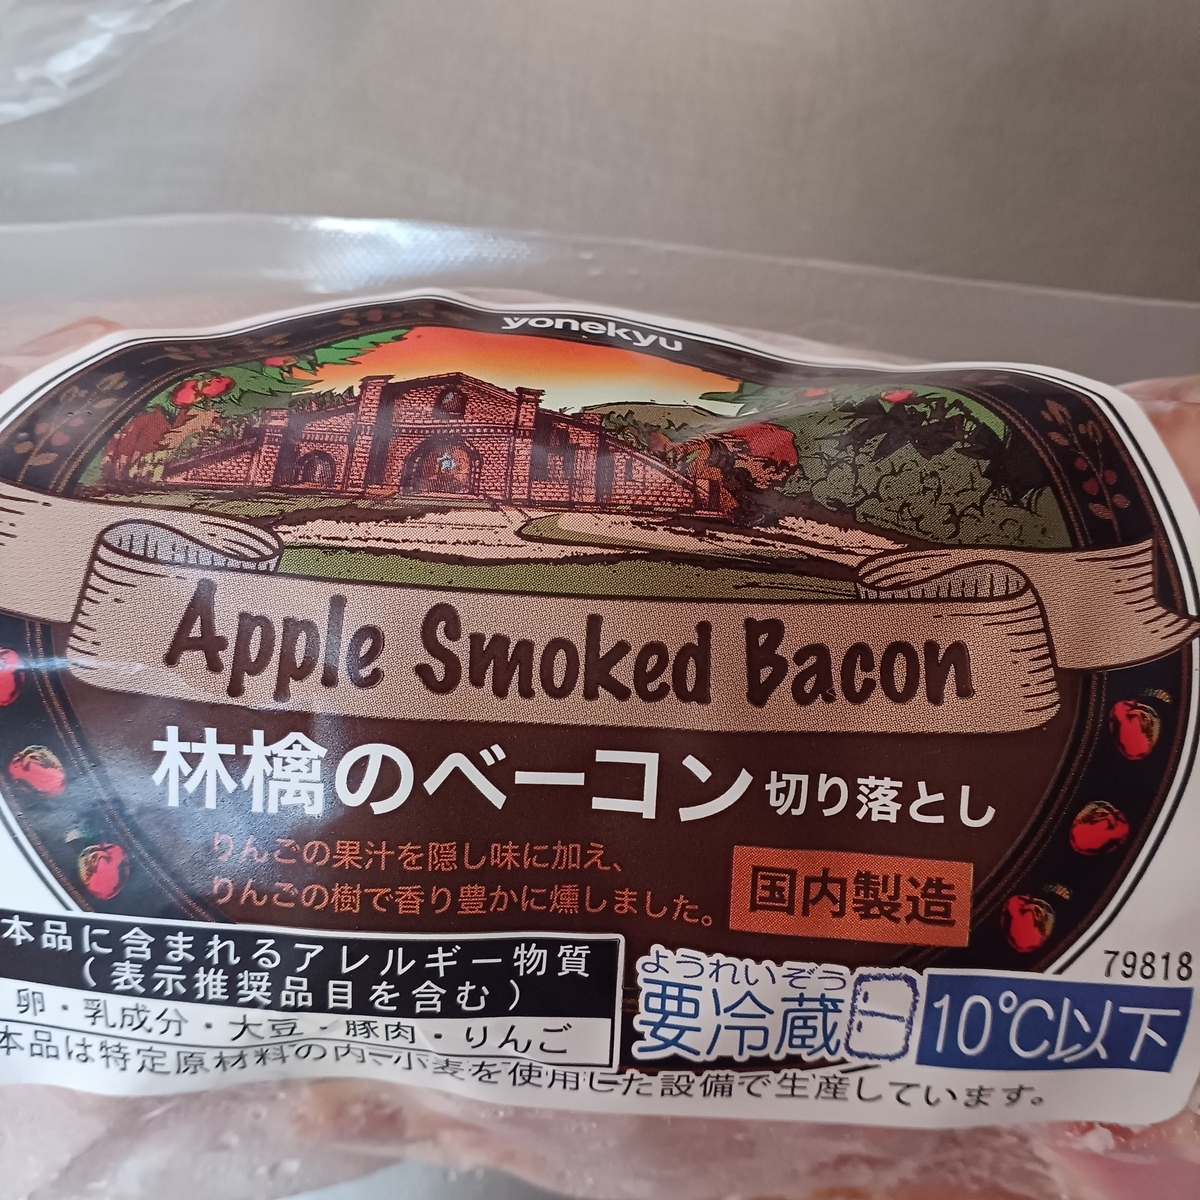 yonekyu
Apple Smoked Bacon
林檎のベーコン切り落とし
りんごの果汁を隠し味に加え、
りんごの樹で香り豊かに燻しました。
国内製造
本品に含まれるアレルギー物質
(表示推奨品目を含む)
卵・乳成分・大豆・豚肉・りんご
本品は特定原材料の内小麦を使用した設備で生産しています。
79818
ようれいぞう
要冷蔵
10℃以下